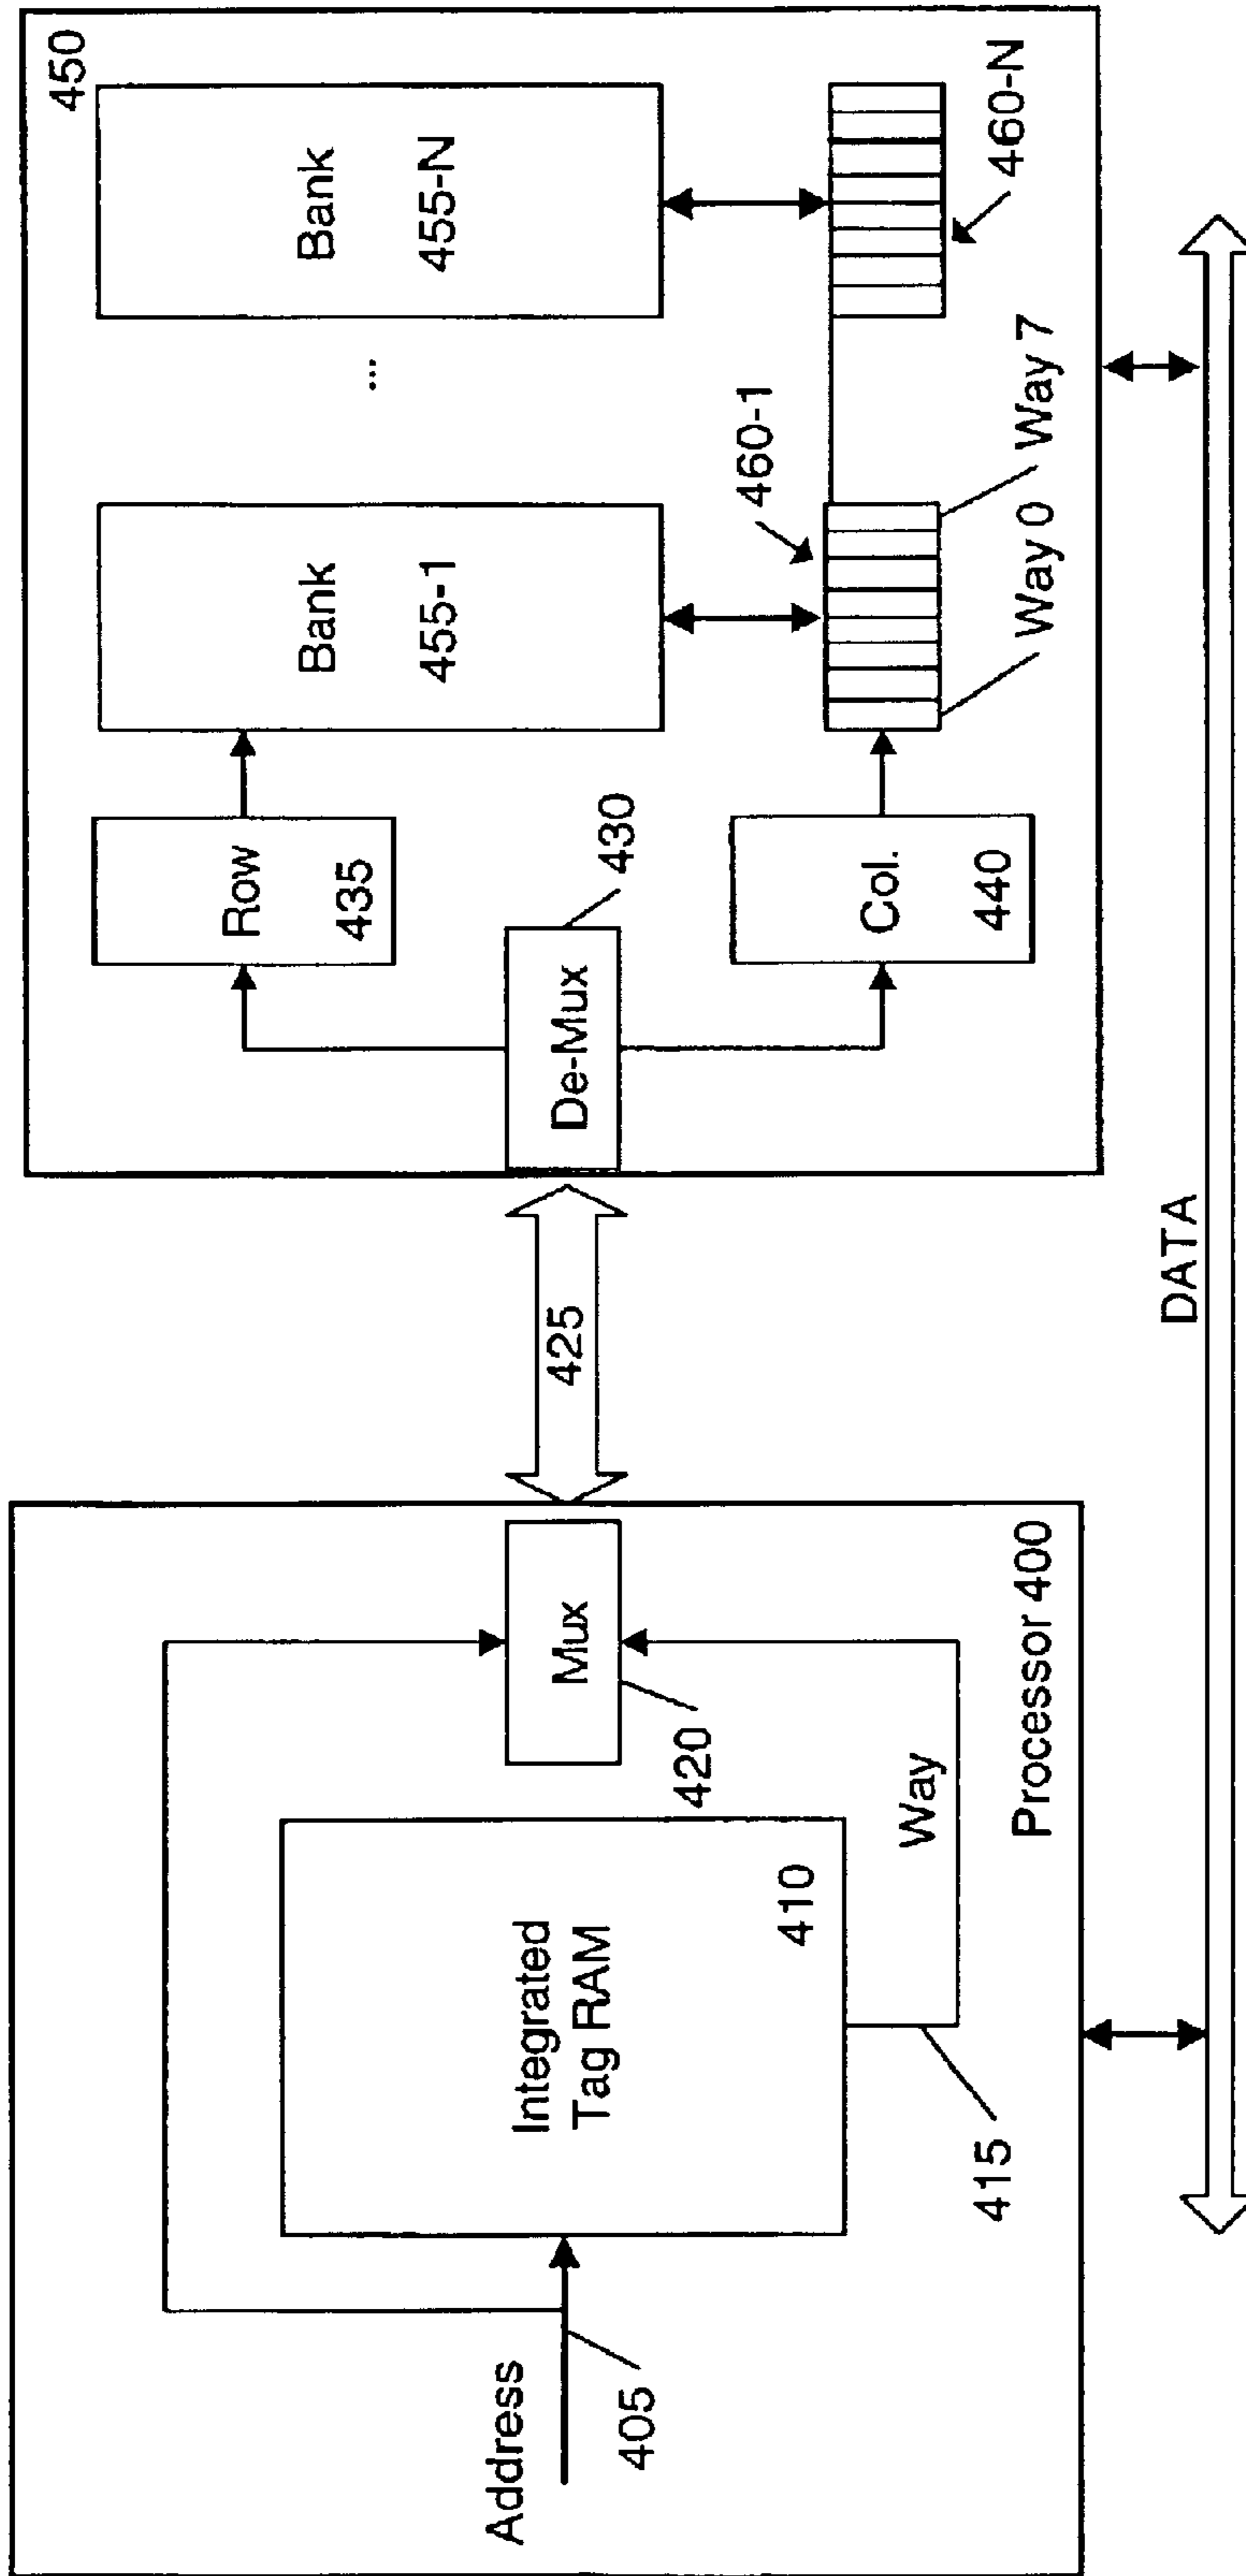 Address
405
Integrated
Tag RAM
410
415
Way
Mux
420
Processor 400
425
De-Mux
430
Row
435
Col.
440
450
Bank
455-1
...
Bank
455-N
460-1
460-N
Way 0
Way 7
DATA